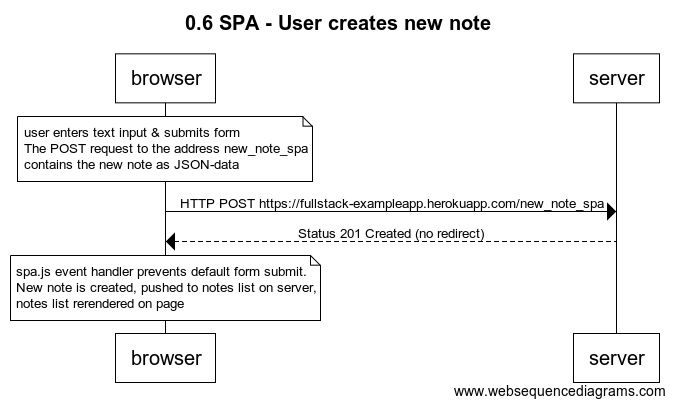 0.6 SPA - User creates new note
browser
server
user enters text input & submits form
The POST request to the address new_note_spa
contains the new note as JSON-data
HTTP POST https://fullstack-exampleapp.herokuapp.com/new_note_spa
Status 201 Created (no redirect)
spa.js event handler prevents default form submit.
New note is created, pushed to notes list on server,
notes list rerendered on page
browser
server
www.websequencediagrams.com